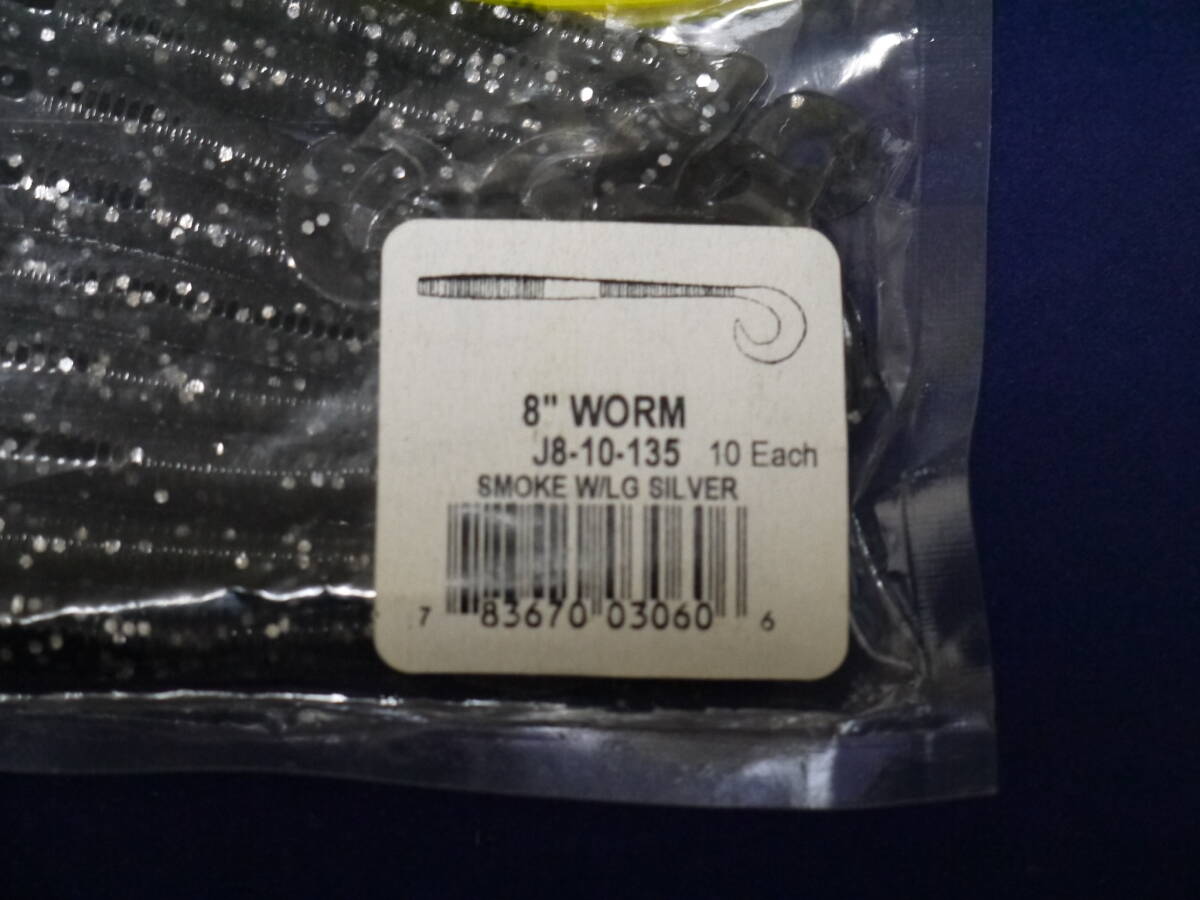 8" WORM
J8-10-135 10 Each
SMOKE W/LG SILVER
7 83670 03060 6